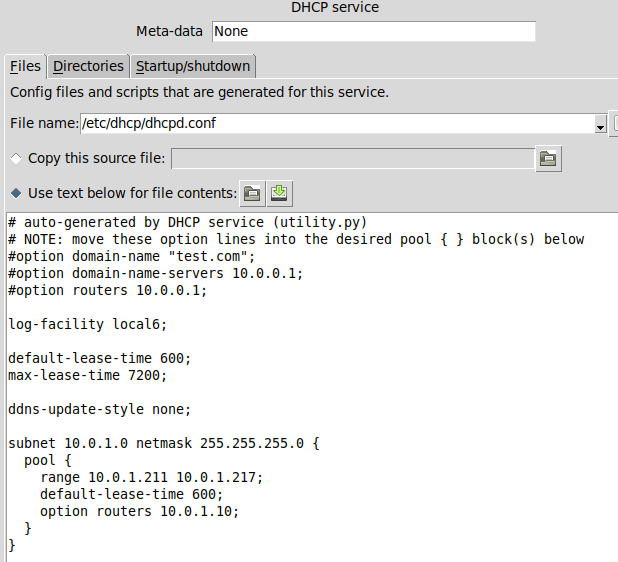 DHCP service
Meta-data None
Files Directories Startup/shutdown
Config files and scripts that are generated for this service.
File name: /etc/dhcp/dhcpd.conf
Copy this source file:
Use text below for file contents:
# auto-generated by DHCP service (utility.py)
# NOTE: move these option lines into the desired pool { } block(s) below
#option domain-name "test.com";
#option domain-name-servers 10.0.0.1;
#option routers 10.0.0.1;
log-facility local6;
default-lease-time 600;
max-lease-time 7200;
ddns-update-style none;
subnet 10.0.1.0 netmask 255.255.255.0 {
  pool {
    range 10.0.1.211 10.0.1.217;
    default-lease-time 600;
    option routers 10.0.1.10;
  }
}